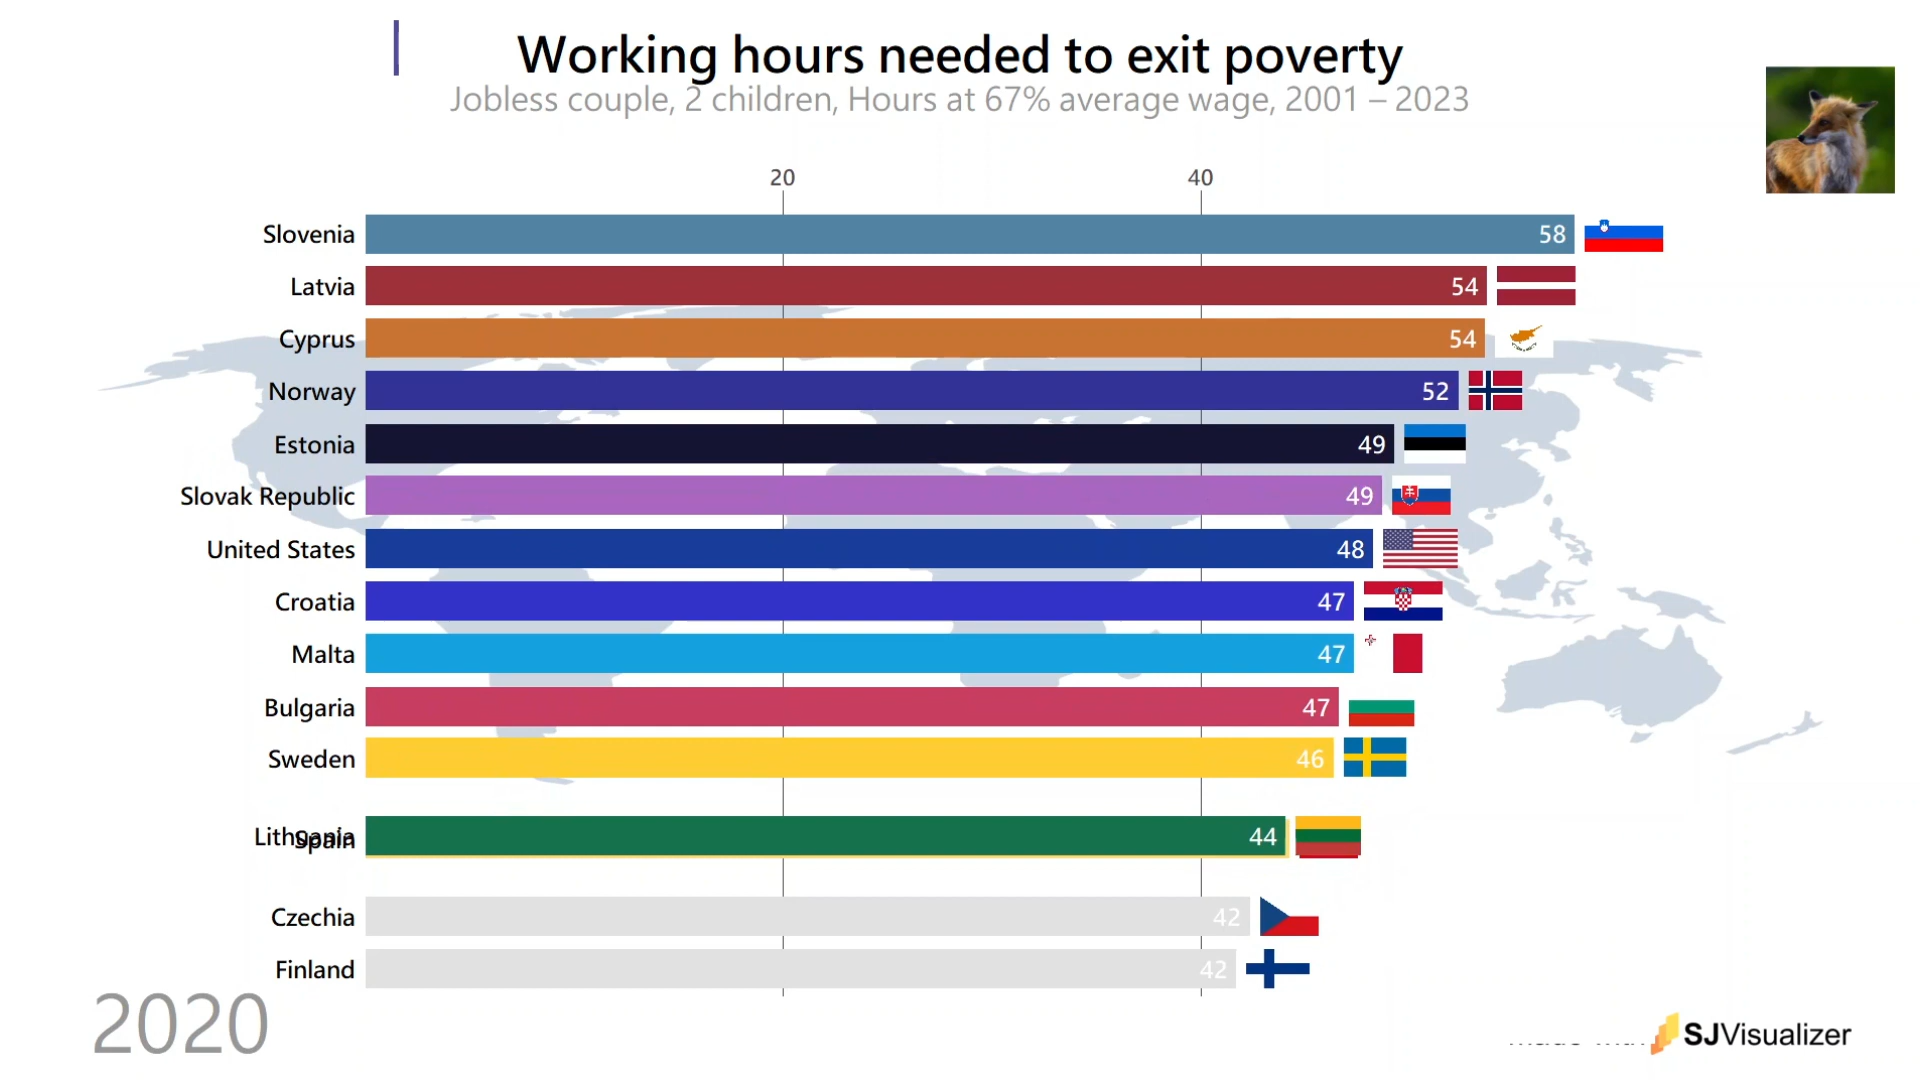 Working hours needed to exit poverty
Jobless couple, 2 children, Hours at 67% average wage, 2001 – 2023
20 40
Slovenia 58
Latvia 54
Cyprus 54
Norway 52
Estonia 49
Slovak Republic 49
United States 48
Croatia 47
Malta 47
Bulgaria 47
Sweden 46
Lithuania 44
Spain
Czechia 42
Finland 42
2020
SJVisualizer